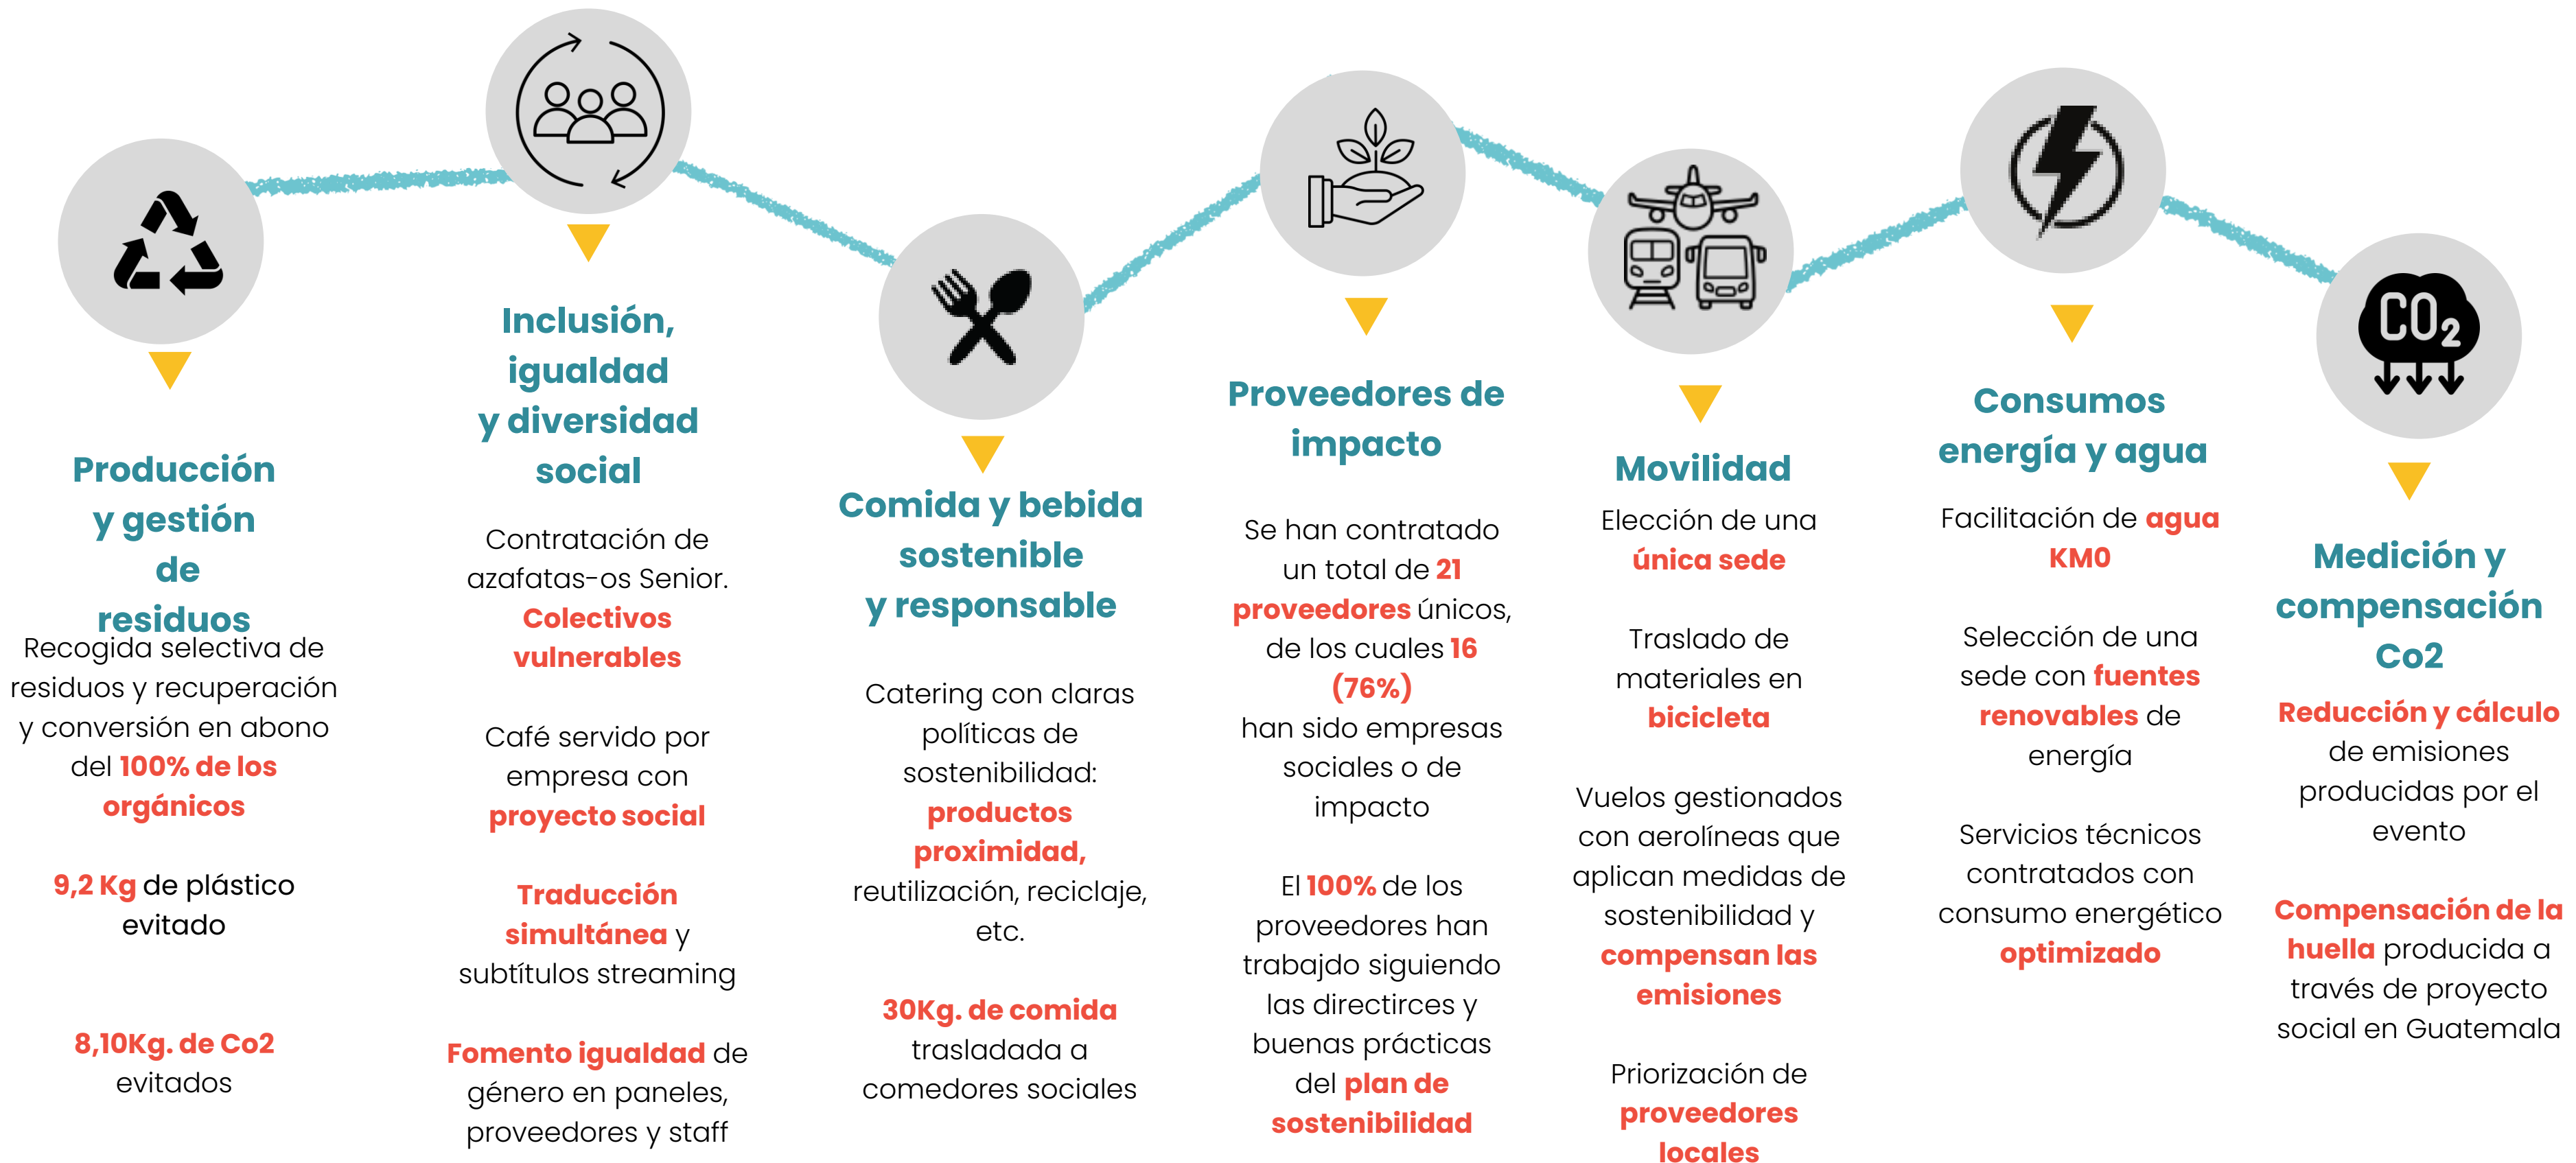 Producción
y gestión
de
residuos
Recogida selectiva de
residuos y recuperación
y conversión en abono
del 100% de los
orgánicos
9,2 Kg de plástico
evitado
8,10Kg. de Co2
evitados
Inclusión,
igualdad
y diversidad
social
Contratación de
azafatas-os Senior.
Colectivos
vulnerables
Café servido por
empresa con
proyecto social
Traducción
simultánea y
subtítulos streaming
Fomento igualdad de
género en paneles,
proveedores y staff
Comida y bebida
sostenible
y responsable
Catering con claras
políticas de
sostenibilidad:
productos
proximidad,
reutilización, reciclaje,
etc.
30Kg. de comida
trasladada a
comedores sociales
Proveedores de
impacto
Se han contratado
un total de 21
proveedores únicos,
de los cuales 16
(76%)
han sido empresas
sociales o de
impacto
El 100% de los
proveedores han
trabajdo siguiendo
las directirces y
buenas prácticas
del plan de
sostenibilidad
Movilidad
Elección de una
única sede
Traslado de
materiales en
bicicleta
Vuelos gestionados
con aerolíneas que
aplican medidas de
sostenibilidad y
compensan las
emisiones
Priorización de
proveedores
locales
Consumos
energía y agua
Facilitación de agua
KM0
Selección de una
sede con fuentes
renovables de
energía
Servicios técnicos
contratados con
consumo energético
optimizado
CO2
Medición y
compensación
Co2
Reducción y cálculo
de emisiones
producidas por el
evento
Compensación de la
huella producida a
través de proyecto
social en Guatemala